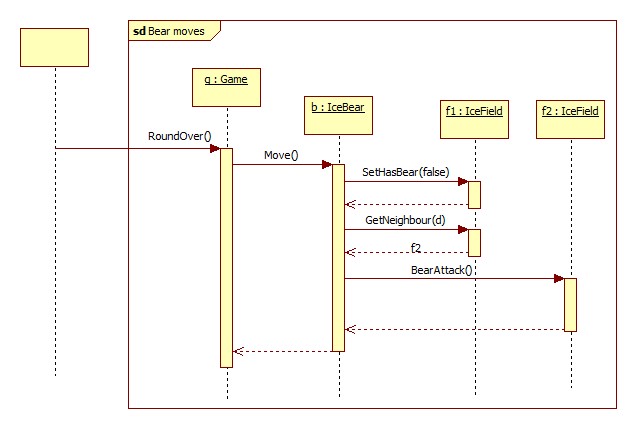 sd Bear moves
g : Game
b : IceBear
f1 : IceField
f2 : IceField
RoundOver()
Move()
SetHasBear(false)
GetNeighbour(d)
f2
BearAttack()